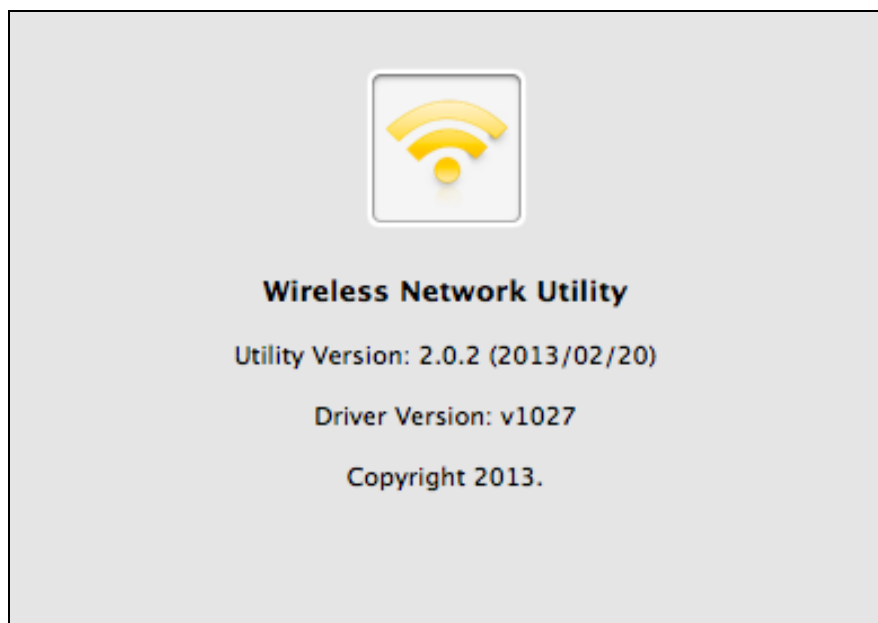 Wireless Network Utility
Utility Version: 2.0.2 (2013/02/20)
Driver Version: v1027
Copyright 2013.